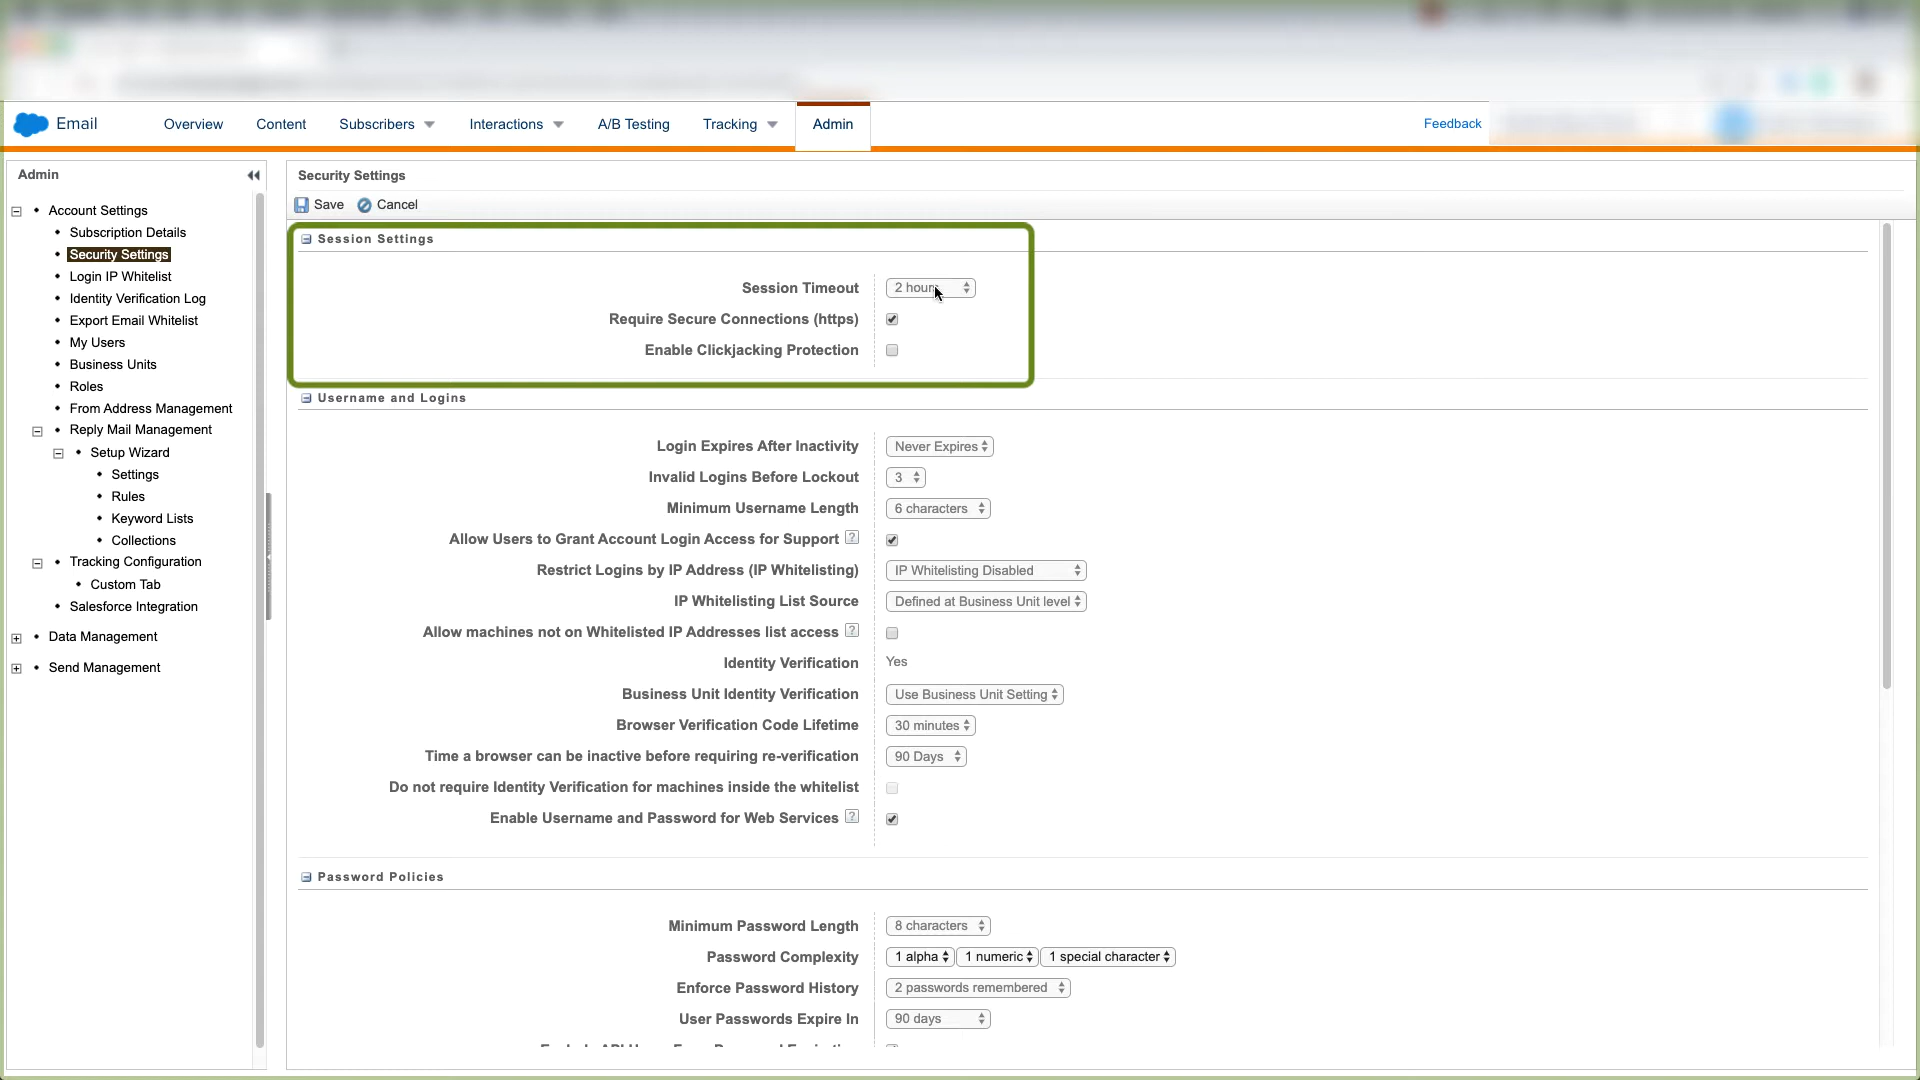 Email
Overview
Content
Subscribers
Interactions
A/B Testing
Tracking
Admin
Feedback
Admin
Account Settings
Subscription Details
Security Settings
Login IP Whitelist
Identity Verification Log
Export Email Whitelist
My Users
Business Units
Roles
From Address Management
Reply Mail Management
Setup Wizard
Settings
Rules
Keyword Lists
Collections
Tracking Configuration
Custom Tab
Salesforce Integration
Data Management
Send Management
Security Settings
Save Cancel
Session Settings
Session Timeout 2 hours
Require Secure Connections (https)
Enable Clickjacking Protection
Username and Logins
Login Expires After Inactivity Never Expires
Invalid Logins Before Lockout 3
Minimum Username Length 6 characters
Allow Users to Grant Account Login Access for Support ?
Restrict Logins by IP Address (IP Whitelisting) IP Whitelisting Disabled
IP Whitelisting List Source Defined at Business Unit level
Allow machines not on Whitelisted IP Addresses list access ?
Identity Verification Yes
Business Unit Identity Verification Use Business Unit Setting
Browser Verification Code Lifetime 30 minutes
Time a browser can be inactive before requiring re-verification 90 Days
Do not require Identity Verification for machines inside the whitelist
Enable Username and Password for Web Services ?
Password Policies
Minimum Password Length 8 characters
Password Complexity 1 alpha 1 numeric 1 special character
Enforce Password History 2 passwords remembered
User Passwords Expire In 90 days